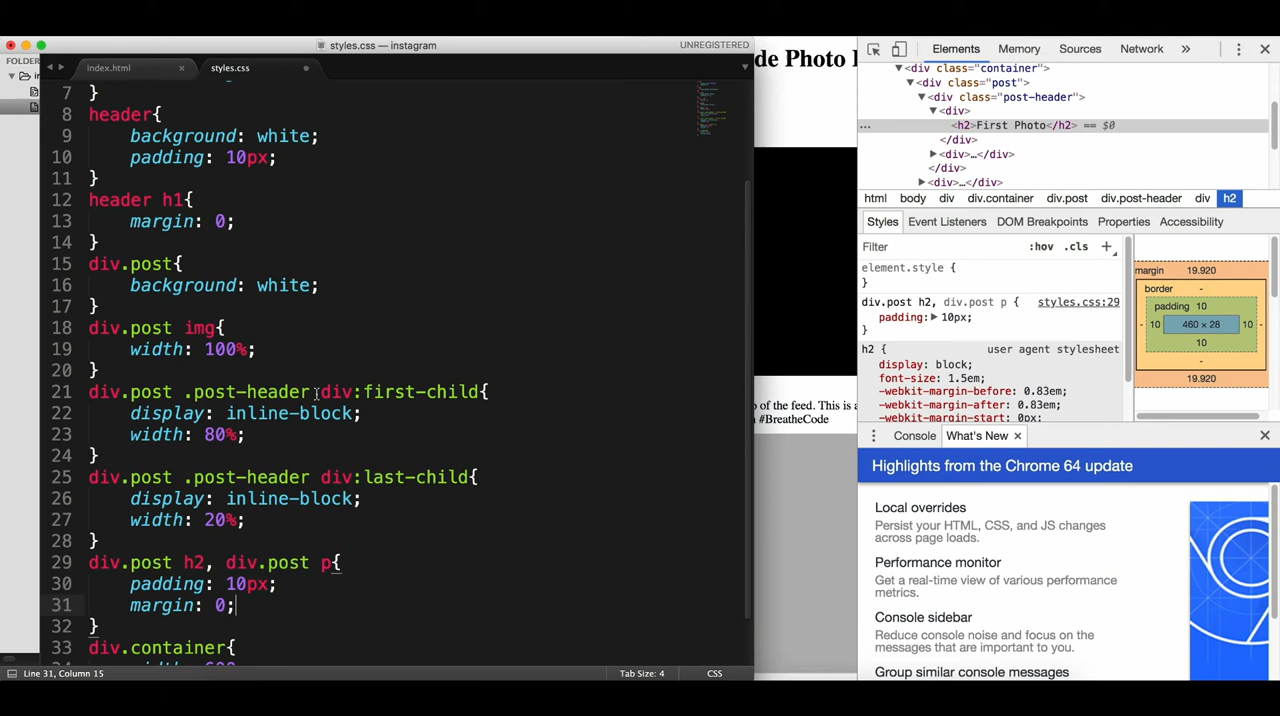 styles.css — instagram
UNREGISTERED
FOLDER
index.html
styles.css
7 }
8 header{
9 background: white;
10 padding: 10px;
11 }
12 header h1{
13 margin: 0;
14 }
15 div.post{
16 background: white;
17 }
18 div.post img{
19 width: 100%;
20 }
21 div.post .post-header div:first-child{
22 display: inline-block;
23 width: 80%;
24 }
25 div.post .post-header div:last-child{
26 display: inline-block;
27 width: 20%;
28 }
29 div.post h2, div.post p{
30 padding: 10px;
31 margin: 0;
32 }
33 div.container{
Line 31, Column 15
Tab Size: 4
CSS
de Photo
p of the feed. This is a
#BreatheCode
Elements Memory Sources Network »
<div class="container">
<div class="post">
<div class="post-header">
<div>
… <h2>First Photo</h2> == $0
</div>
<div>…</div>
<div>…</div>
html body div div.container div.post div.post-header div h2
Styles Event Listeners DOM Breakpoints Properties Accessibility
Filter :hov .cls +
element.style {
}
div.post h2, div.post p { styles.css:29
padding: 10px;
}
h2 { user agent stylesheet
display: block;
font-size: 1.5em;
-webkit-margin-before: 0.83em;
-webkit-margin-after: 0.83em;
-webkit-margin-start: 0px;
margin 19.920
border -
padding 10
- 10 460 × 28 10 -
10
-
19.920
Console What's New ×
Highlights from the Chrome 64 update
Local overrides
Persist your HTML, CSS, and JS changes
across page loads.
Performance monitor
Get a real-time view of various performance
metrics.
Console sidebar
Reduce console noise and focus on the
messages that are important to you.
Group similar console messages